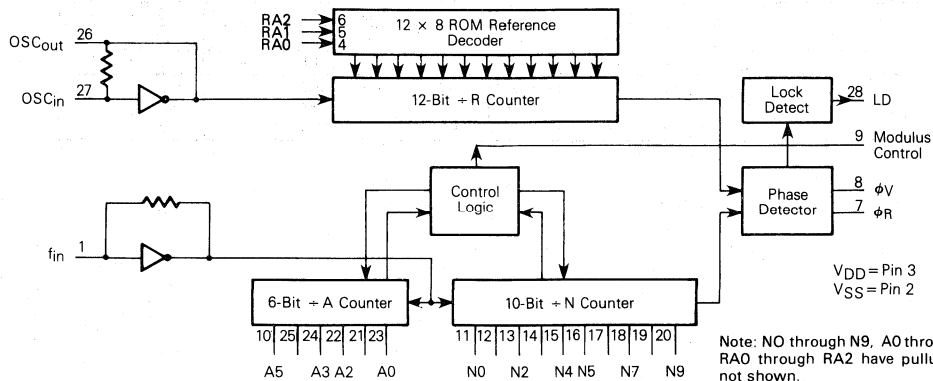 RA2 6
RA1 5
RA0 4
12 × 8 ROM Reference
Decoder
OSCout 26
OSCin 27
12-Bit ÷ R Counter
Lock
Detect
28 LD
9 Modulus
Control
Control
Logic
Phase
Detector
8 ϕV
7 ϕR
fin 1
6-Bit ÷ A Counter
10-Bit ÷ N Counter
VDD = Pin 3
VSS = Pin 2
10 25 24 22 21 23
11 12 13 14 15 16 17 18 19 20
A5 A3 A2 A0
N0 N2 N4 N5 N7 N9
Note: N0 through N9, A0 thro
RA0 through RA2 have pull
not shown.